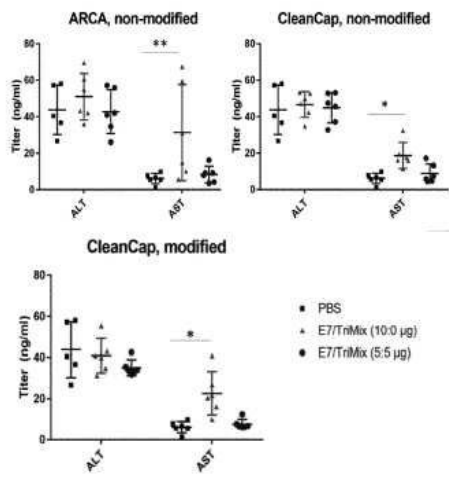 ARCA, non-modified
CleanCap, non-modified
80
60
40
20
0
Titer (ng/ml)
**
ALT
AST
80
60
40
20
0
Titer (ng/ml)
*
ALT
AST
CleanCap, modified
80
60
40
20
0
Titer (ng/ml)
*
ALT
AST
PBS
E7/TriMix (10:0 µg)
E7/TriMix (5:5 µg)